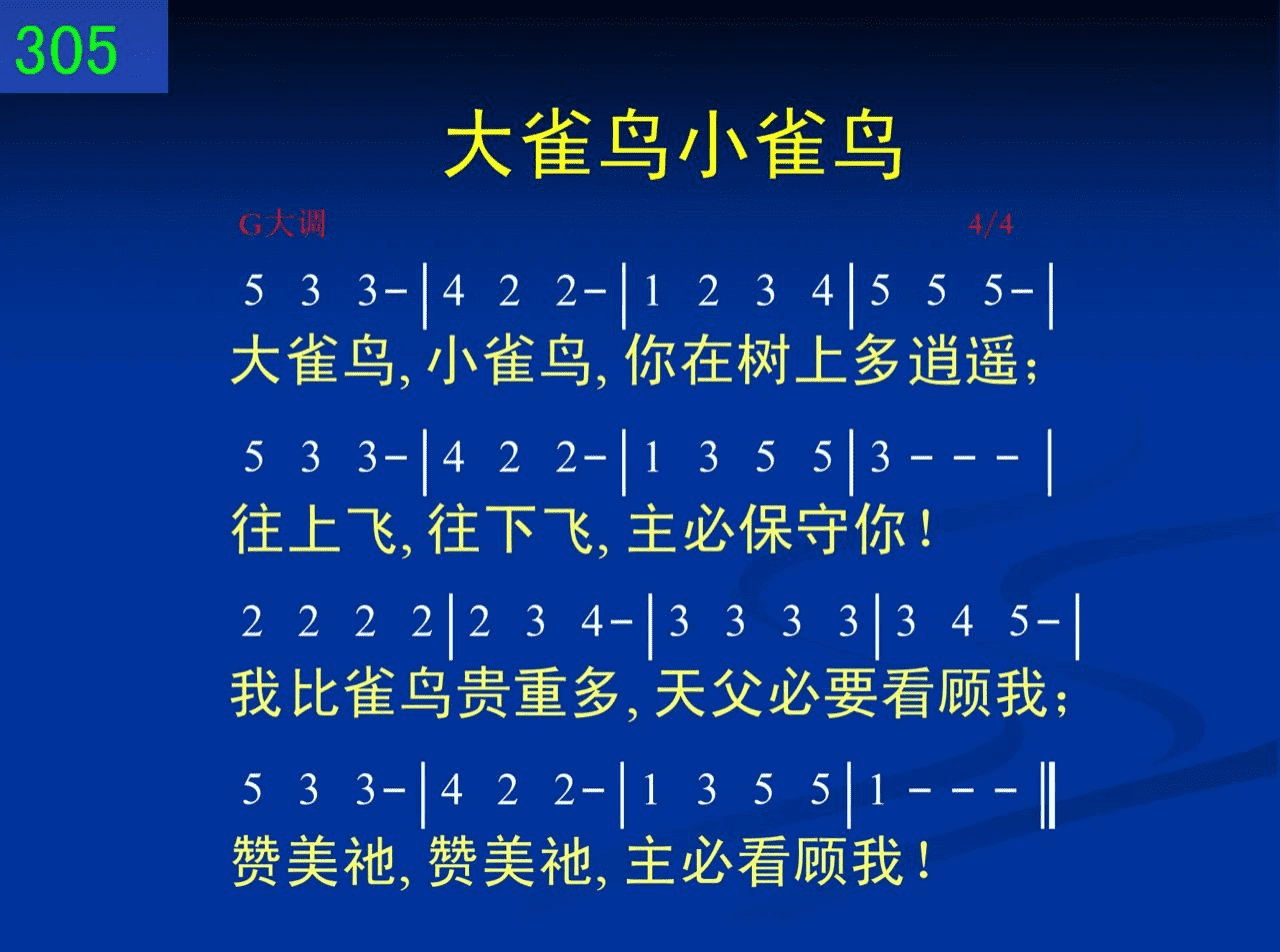 305
大雀鸟小雀鸟
G大调 4/4
5 3 3-|4 2 2-|1 2 3 4|5 5 5-|
大雀鸟,小雀鸟,你在树上多逍遥;
5 3 3-|4 2 2-|1 3 5 5|3 - - - |
往上飞,往下飞,主必保守你!
2 2 2 2|2 3 4-|3 3 3 3|3 4 5-|
我比雀鸟贵重多,天父必要看顾我;
5 3 3-|4 2 2-|1 3 5 5|1 - - - ‖
赞美祂,赞美祂,主必看顾我!